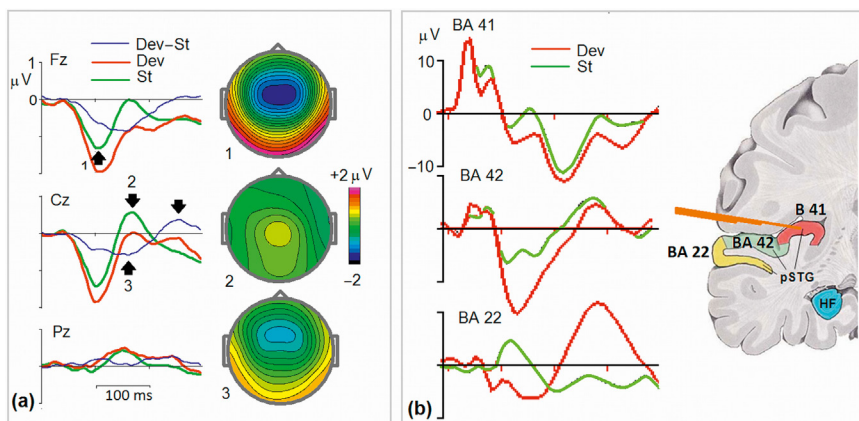 Dev-St
Dev
St
Fz
1
μV
0
1
1
Cz
2
3
+2 μV
-2
2
Pz
100 ms
3
(a)
μV
BA 41
Dev
St
10
0
-10
BA 42
BA 22
B 41
BA 42
BA 22
pSTG
HF
(b)